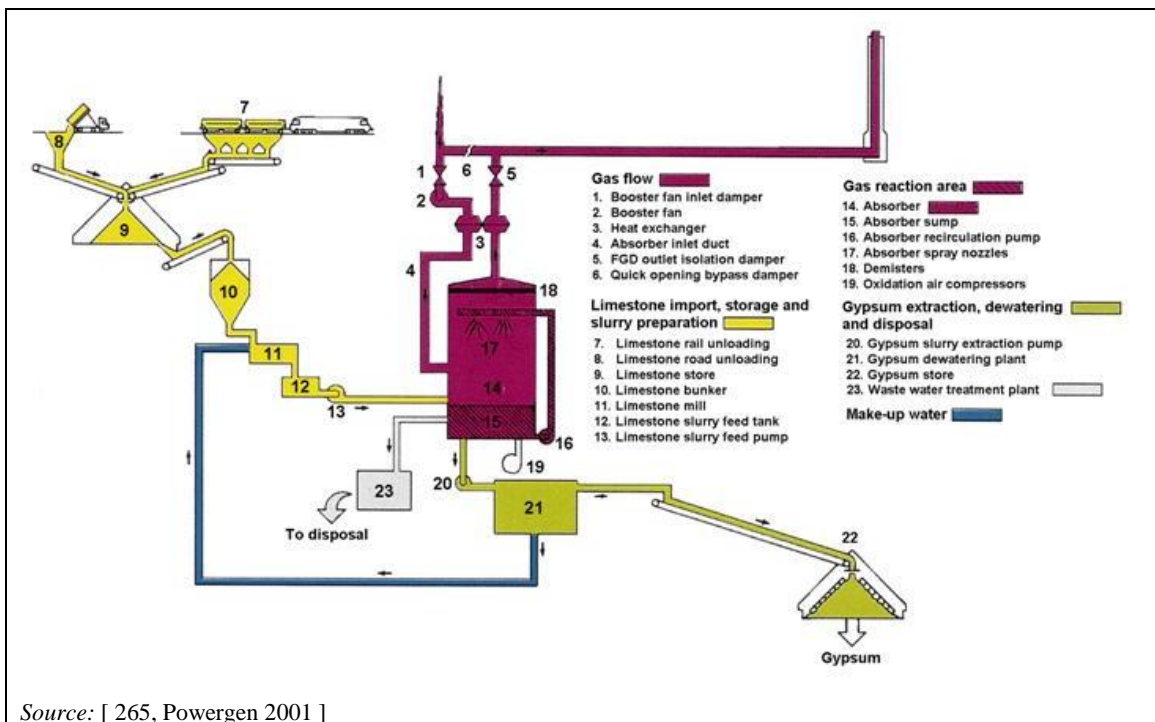 7
8
1
2
6
5
3
4
9
10
11
12
13
18
17
14
15
16
19
20
23
21
22
To disposal
Gypsum
Gas flow
1. Booster fan inlet damper
2. Booster fan
3. Heat exchanger
4. Absorber inlet duct
5. FGD outlet isolation damper
6. Quick opening bypass damper
Limestone import, storage and
slurry preparation
7. Limestone rail unloading
8. Limestone road unloading
9. Limestone store
10. Limestone bunker
11. Limestone mill
12. Limestone slurry feed tank
13. Limestone slurry feed pump
Gas reaction area
14. Absorber
15. Absorber sump
16. Absorber recirculation pump
17. Absorber spray nozzles
18. Demisters
19. Oxidation air compressors
Gypsum extraction, dewatering
and disposal
20. Gypsum slurry extraction pump
21. Gypsum dewatering plant
22. Gypsum store
23. Waste water treatment plant
Make-up water
Source: [ 265, Powergen 2001 ]